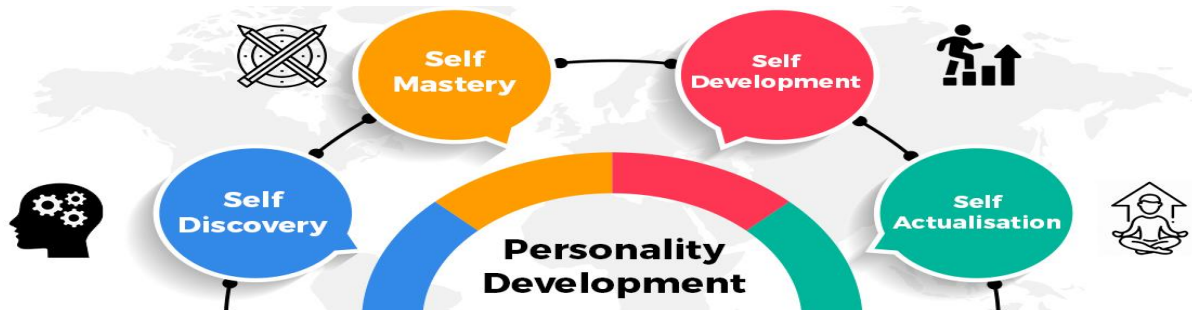 Self
Mastery
Self
Development
Self
Discovery
Self
Actualisation
Personality
Development